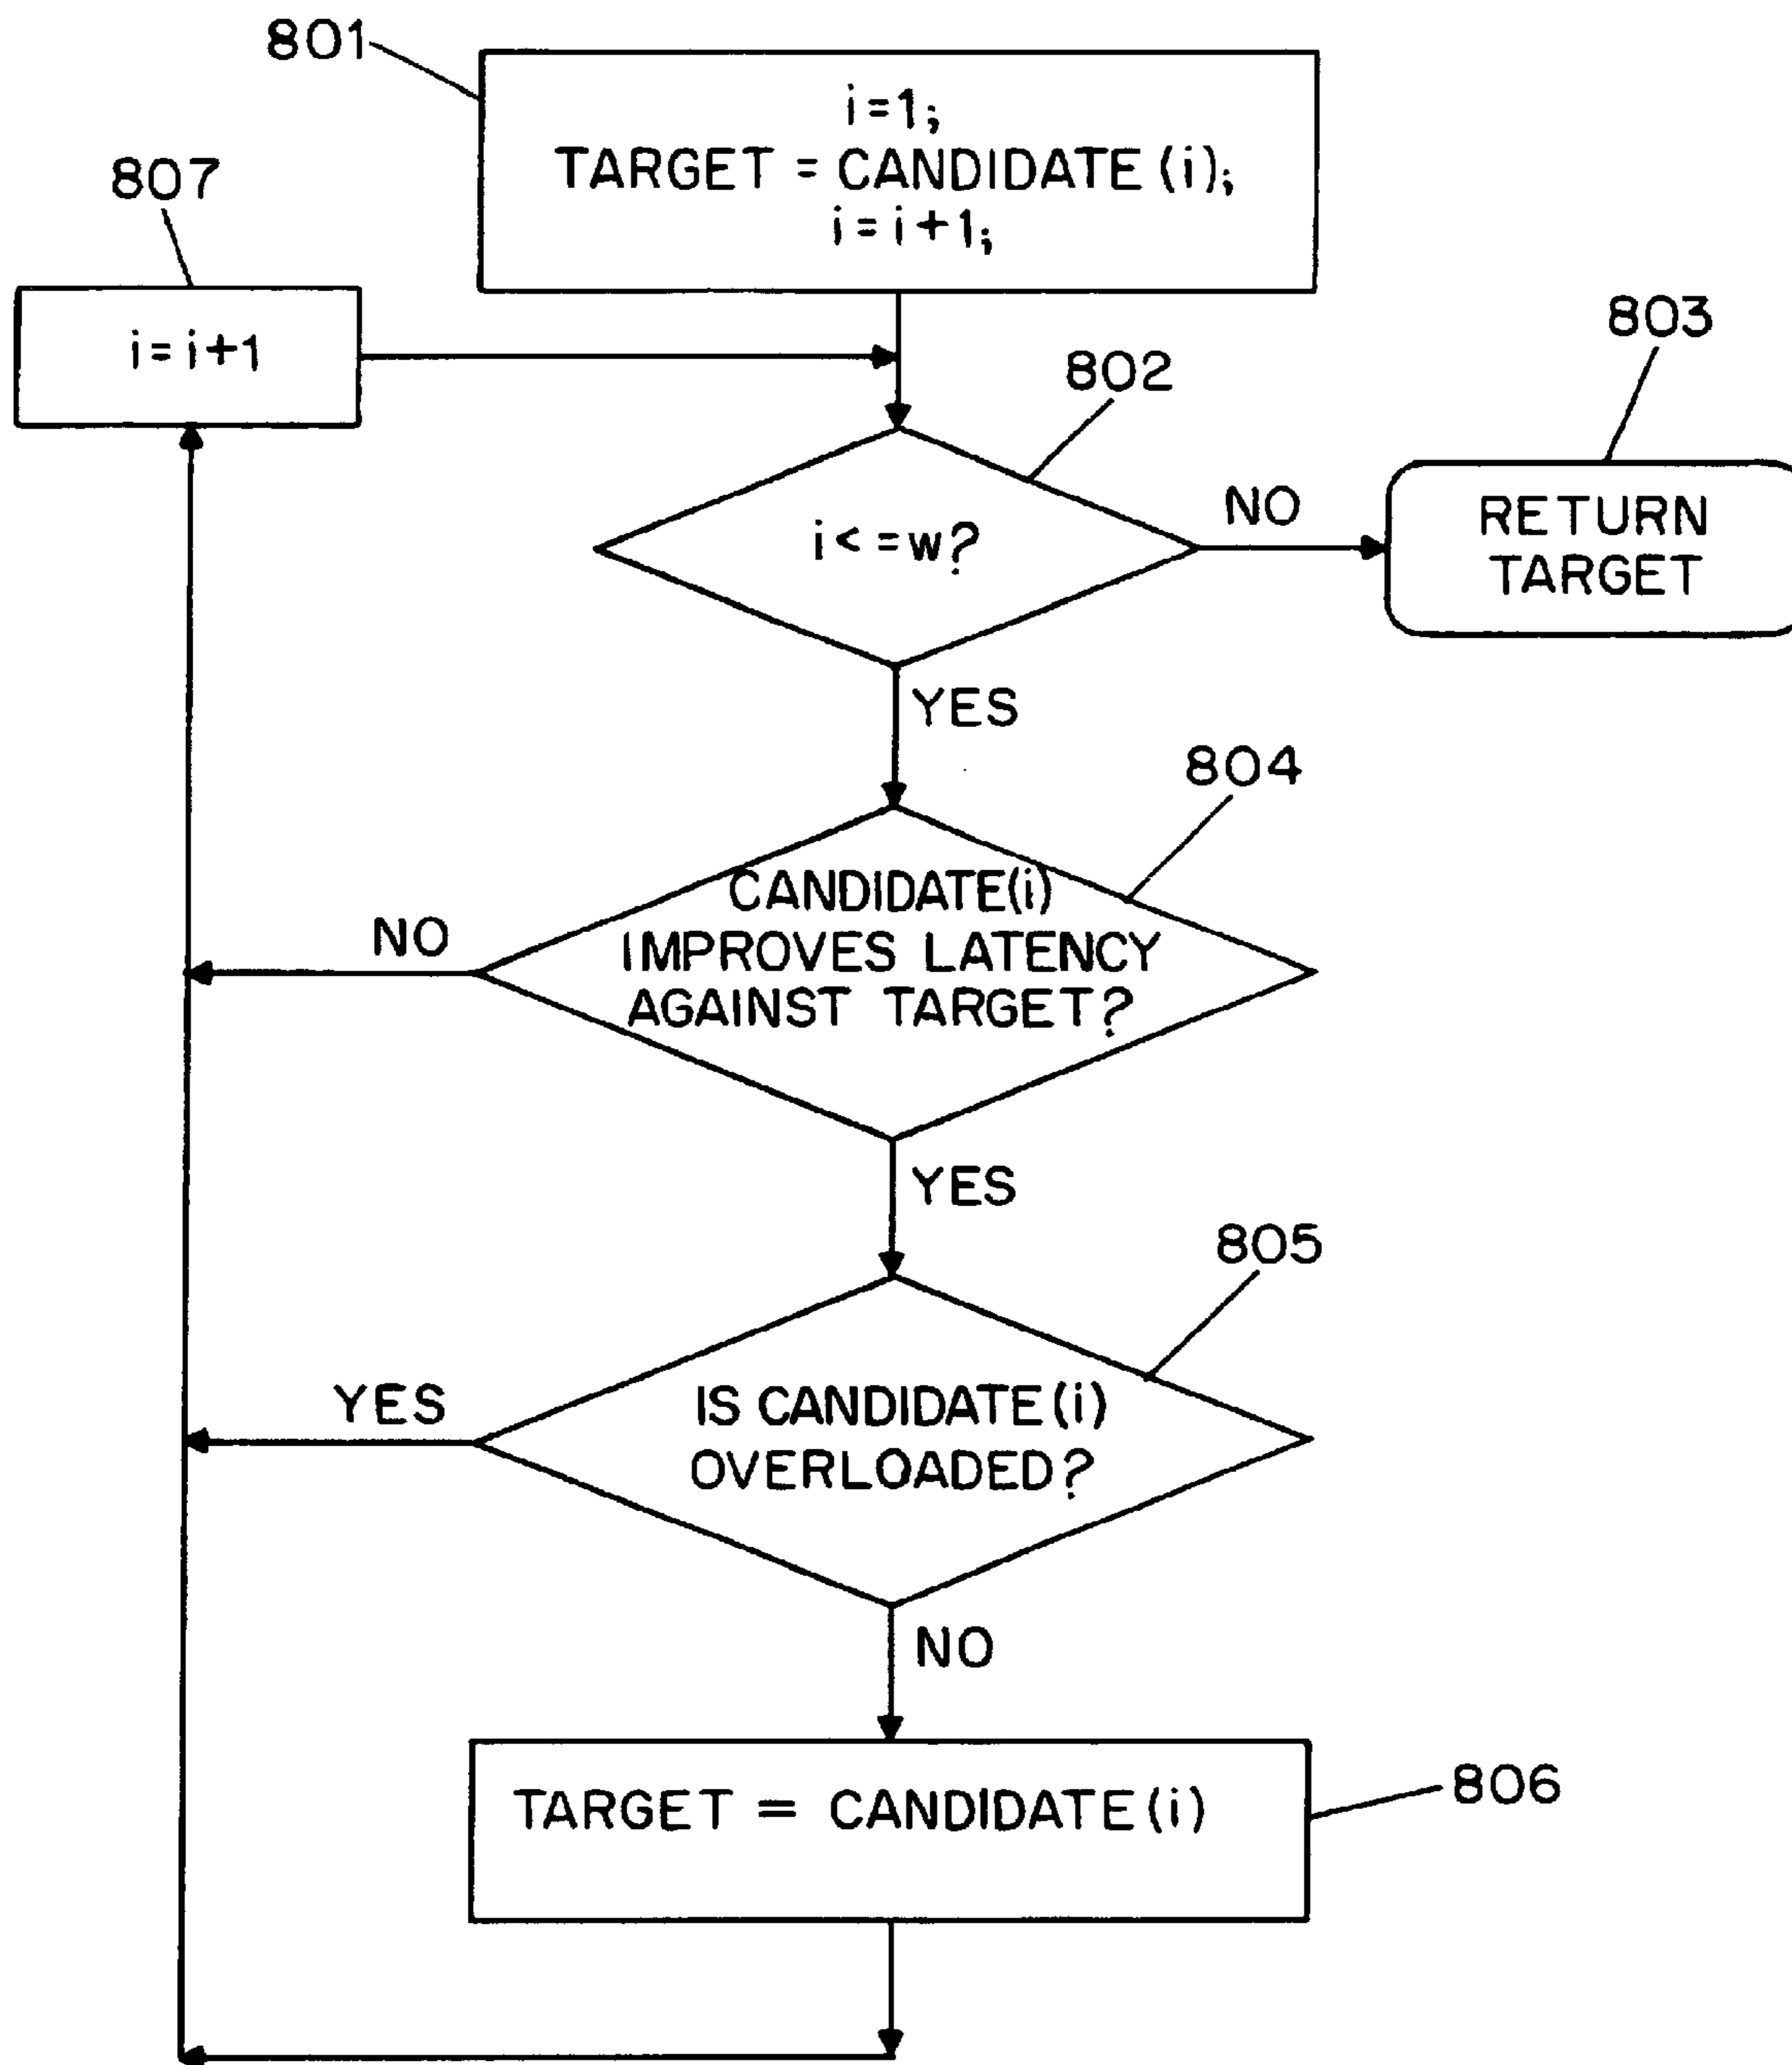 801
i=1;
TARGET = CANDIDATE (i);
i=i+1;
807
i=i+1
803
802
i<=w?
NO
RETURN
TARGET
YES
804
CANDIDATE(i)
IMPROVES LATENCY
AGAINST TARGET?
NO
YES
805
IS CANDIDATE(i)
OVERLOADED?
YES
NO
TARGET = CANDIDATE (i)
806